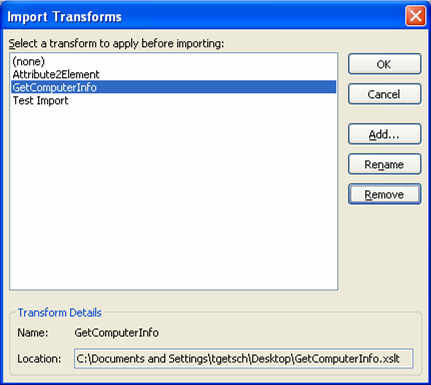 Import Transforms
Select a transform to apply before importing:
(none)
Attribute2Element
GetComputerInfo
Test Import
OK
Cancel
Add...
Rename
Remove
Transform Details
Name: GetComputerInfo
Location: C:\Documents and Settings\tgetsch\Desktop\GetComputerInfo.xslt